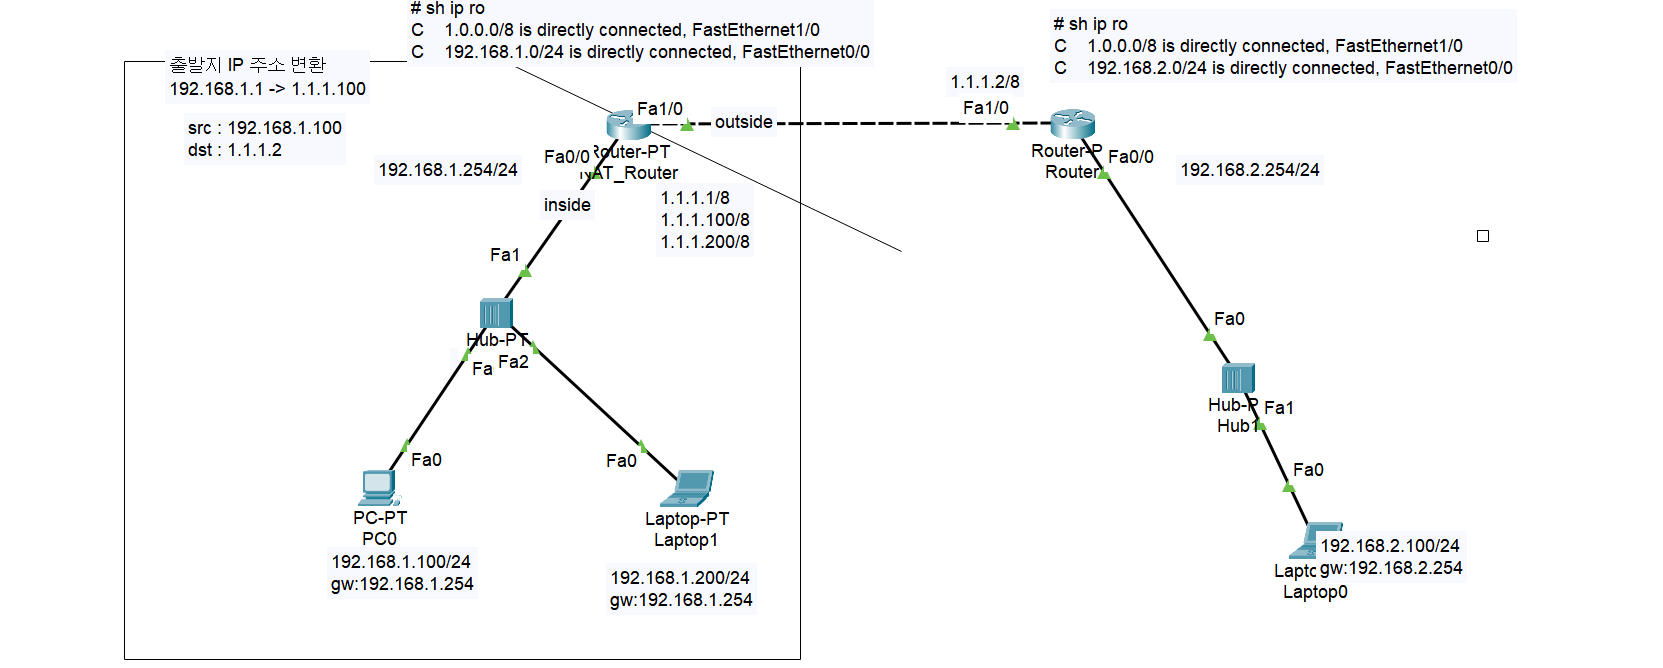 # sh ip ro
C 1.0.0.0/8 is directly connected, FastEthernet1/0
C 192.168.1.0/24 is directly connected, FastEthernet0/0
# sh ip ro
C 1.0.0.0/8 is directly connected, FastEthernet1/0
C 192.168.2.0/24 is directly connected, FastEthernet0/0
출발지 IP 주소 변환
192.168.1.1 -> 1.1.1.100
src : 192.168.1.100
dst : 1.1.1.2
Fa1/0
outside
1.1.1.2/8
Fa1/0
Fa0/0
Router-PT
NAT_Router
192.168.1.254/24
inside
1.1.1.1/8
1.1.1.100/8
1.1.1.200/8
Router-P
Router
Fa0/0
192.168.2.254/24
Fa1
Hub-PT
Fa
Fa2
Fa0
Hub-P
Hub1
Fa1
Fa0
Fa0
PC-PT
PC0
192.168.1.100/24
gw:192.168.1.254
Fa0
Laptop-PT
Laptop1
192.168.1.200/24
gw:192.168.1.254
192.168.2.100/24
gw:192.168.2.254
Laptop0